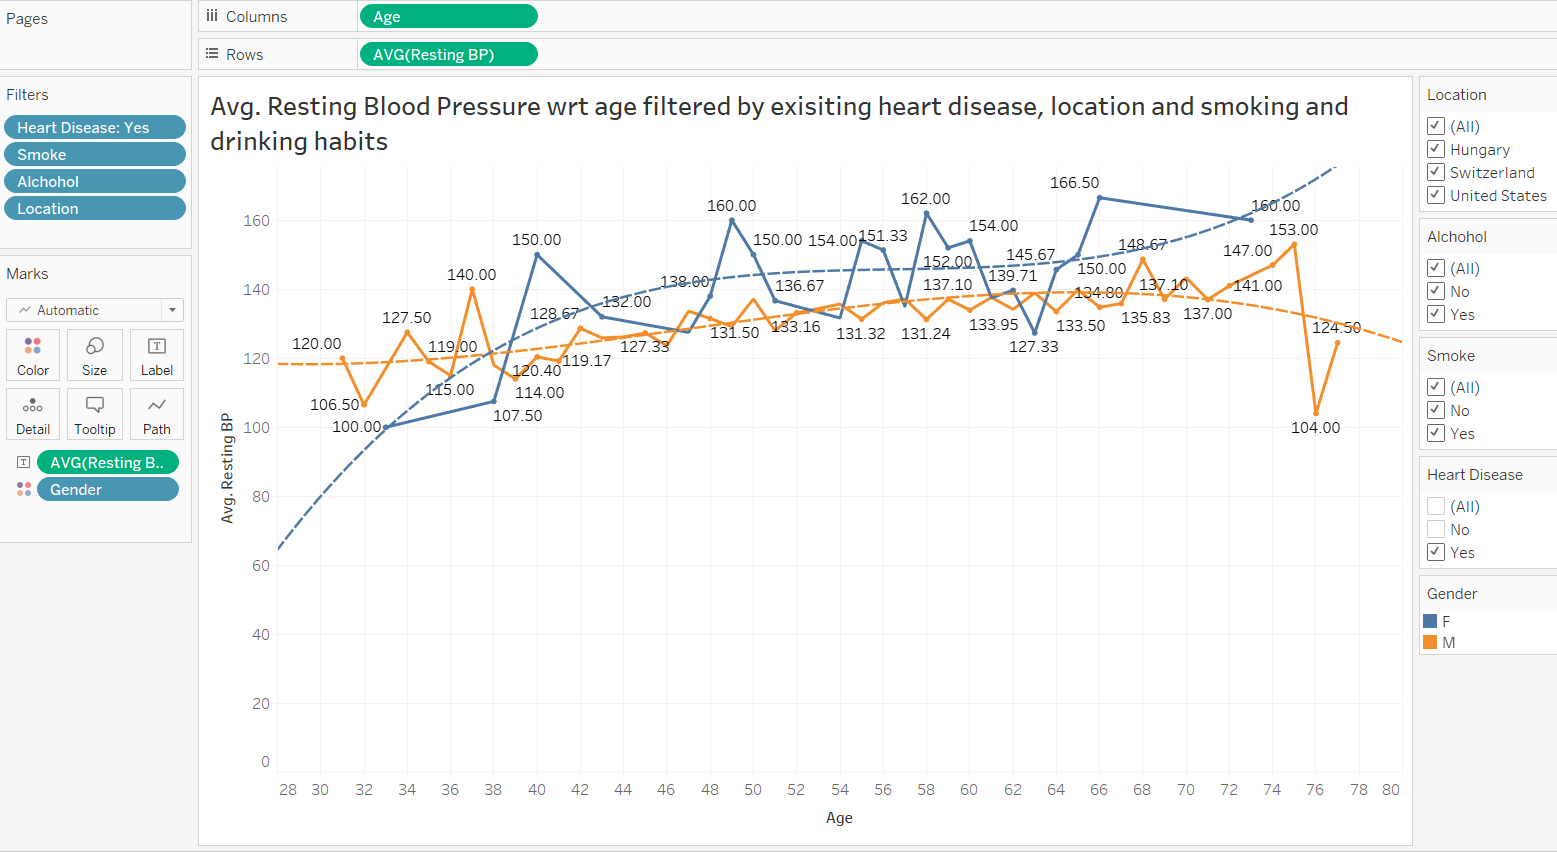 Pages
Columns
Age
Rows
AVG(Resting BP)
Filters
Heart Disease: Yes
Smoke
Alchohol
Location
Marks
Automatic
Color
Size
Label
Detail
Tooltip
Path
AVG(Resting B..
Gender
Avg. Resting Blood Pressure wrt age filtered by exisiting heart disease, location and smoking and
drinking habits
Avg. Resting BP
160
140
120
100
80
60
40
20
0
120.00
106.50
100.00
127.50
119.00
115.00
140.00
107.50
150.00
120.40
114.00
128.67
119.17
132.00
127.33
138.00
131.50
160.00
150.00
136.67
133.16
154.00
131.32
151.33
162.00
131.24
152.00
137.10
154.00
133.95
139.71
127.33
145.67
133.50
166.50
150.00
134.80
135.83
148.67
137.10
137.00
147.00
141.00
160.00
153.00
124.50
104.00
28 30 32 34 36 38 40 42 44 46 48 50 52 54 56 58 60 62 64 66 68 70 72 74 76 78 80
Age
Location
(All)
Hungary
Switzerland
United States
Alchohol
(All)
No
Yes
Smoke
(All)
No
Yes
Heart Disease
(All)
No
Yes
Gender
F
M